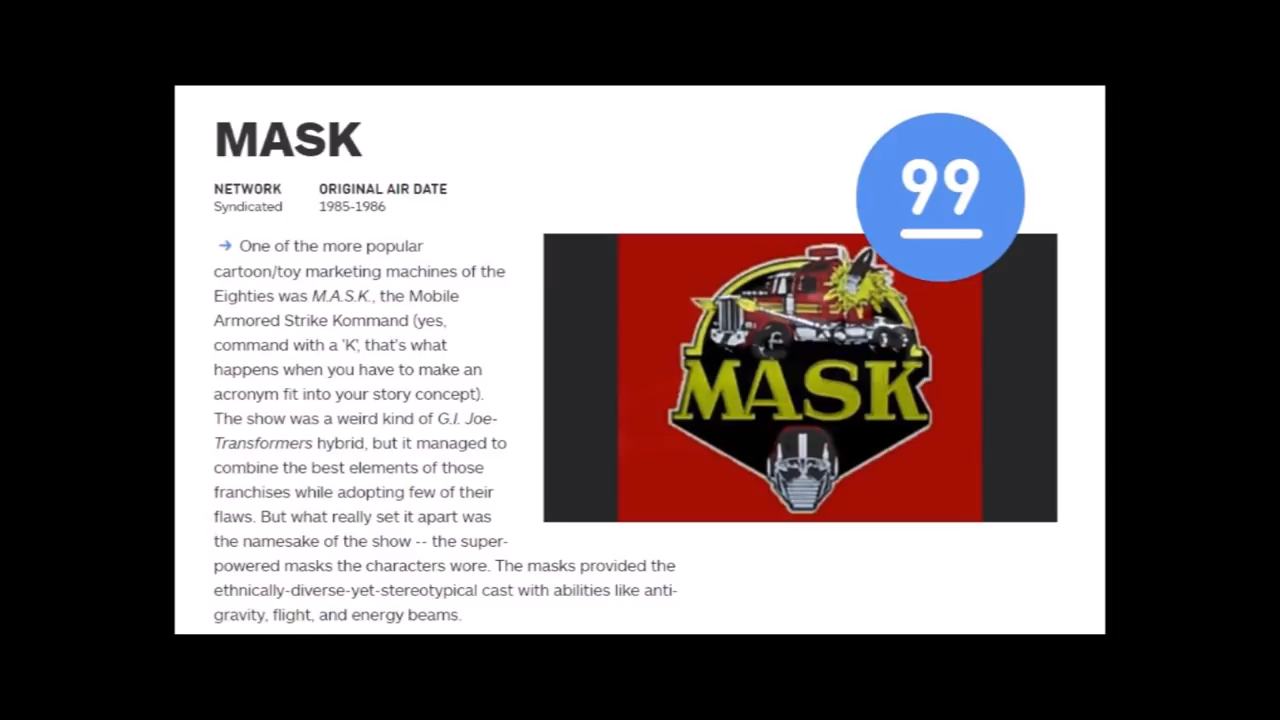 MASK
99
NETWORK ORIGINAL AIR DATE
Syndicated 1985-1986
→ One of the more popular
cartoon/toy marketing machines of the
Eighties was M.A.S.K., the Mobile
Armored Strike Kommand (yes,
command with a 'K', that's what
happens when you have to make an
acronym fit into your story concept).
The show was a weird kind of G.I. Joe-
Transformers hybrid, but it managed to
combine the best elements of those
franchises while adopting few of their
flaws. But what really set it apart was
the namesake of the show -- the super-
powered masks the characters wore. The masks provided the
ethnically-diverse-yet-stereotypical cast with abilities like anti-
gravity, flight, and energy beams.
MASK